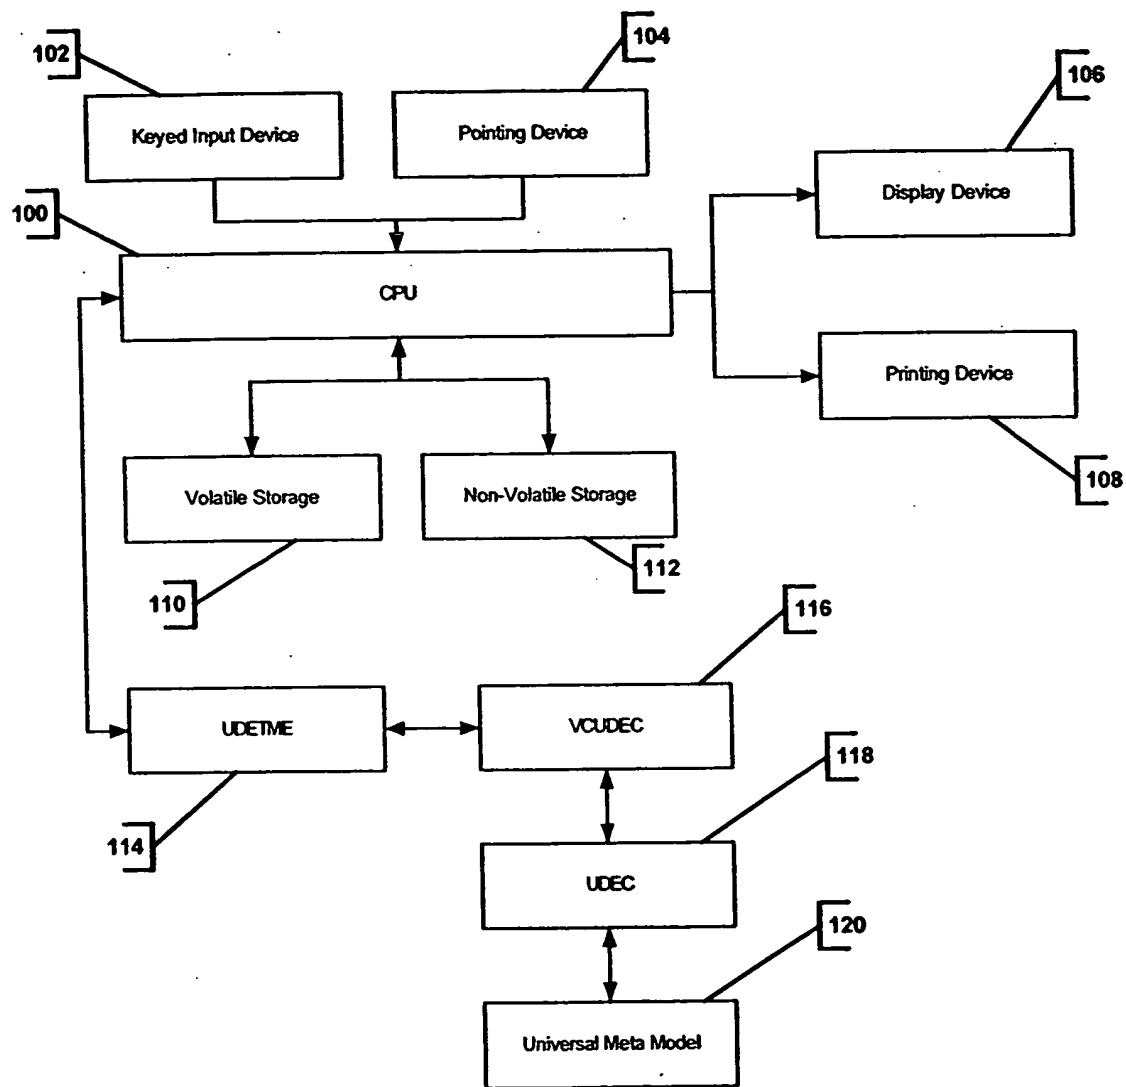 102
104
106
Keyed Input Device
Pointing Device
Display Device
100
CPU
Printing Device
108
Volatile Storage
Non-Volatile Storage
110
112
116
UDETME
VCUDEC
118
114
UDEC
120
Universal Meta Model